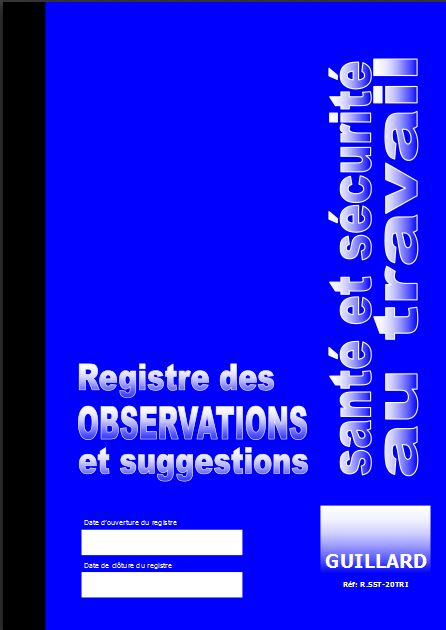 santé et sécurité
au travail
Registre des
OBSERVATIONS
et suggestions
Date d'ouverture du registre
Date de clôture du registre
GUILLARD
Réf: R.SST-20TRI